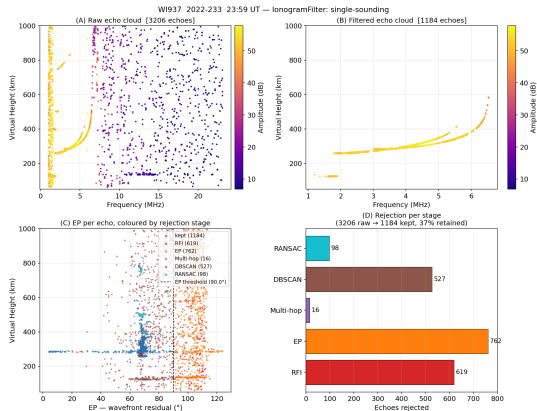 WI937 2022-233 23:59 UT — IonogramFilter: single-sounding
(A) Raw echo cloud [3206 echoes]
1000
800
600
400
200
Virtual Height (km)
0 5 10 15 20
Frequency (MHz)
50
40
30
20
10
Amplitude (dB)
(B) Filtered echo cloud [1184 echoes]
1000
800
600
400
200
Virtual Height (km)
1 2 3 4 5 6
Frequency (MHz)
50
40
30
20
10
Amplitude (dB)
(C) EP per echo, coloured by rejection stage
1000
800
600
400
200
Virtual Height (km)
kept (1184)
RFI (619)
EP (762)
Multi-hop (16)
DBSCAN (527)
RANSAC (98)
EP threshold (90.0°)
0 20 40 60 80 100 120
EP — wavefront residual (°)
(D) Rejection per stage
(3206 raw → 1184 kept, 37% retained)
RANSAC 98
DBSCAN 527
Multi-hop 16
EP 762
RFI 619
0 100 200 300 400 500 600 700 800
Echoes rejected